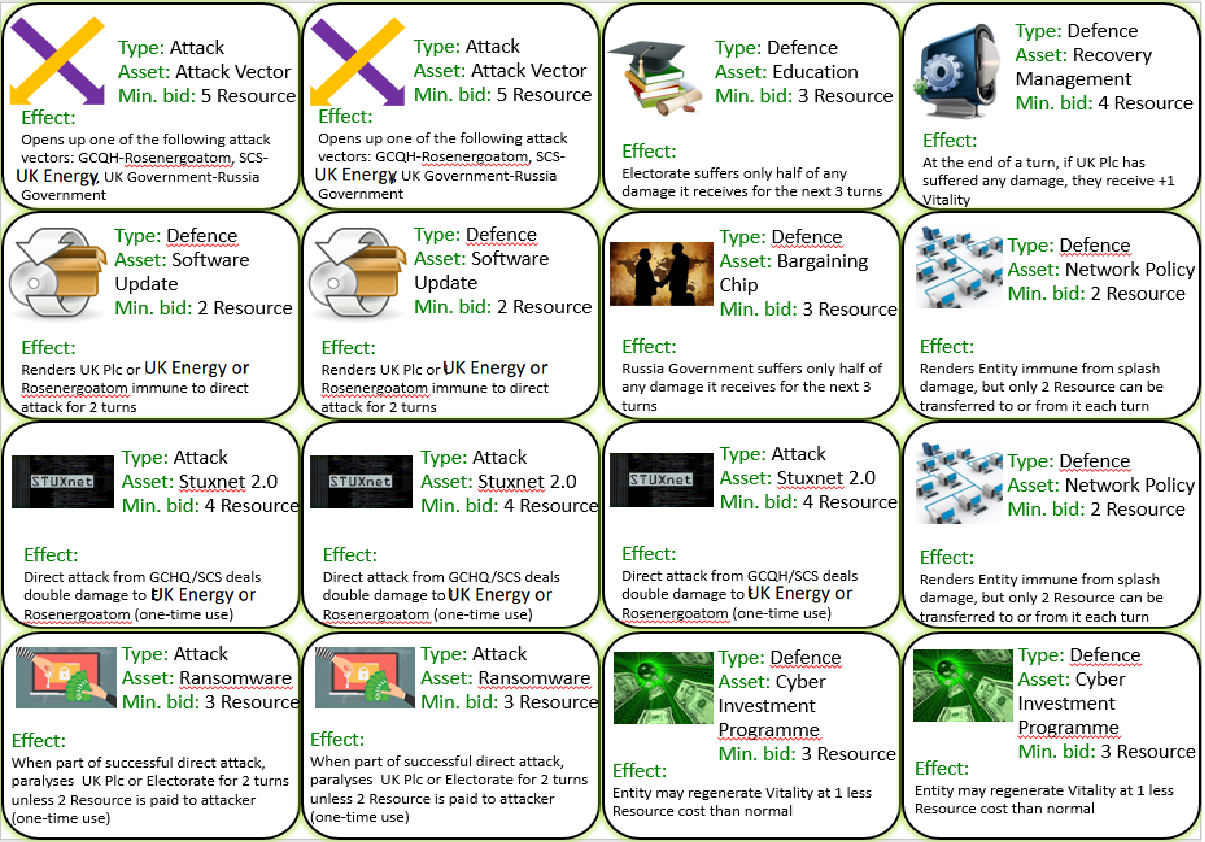 Type: Attack
Asset: Attack Vector
Min. bid: 5 Resource
Effect:
Opens up one of the following attack
vectors: GCQH-Rosenergoatom, SCS-
UK Energy, UK Government-Russia
Government
Type: Attack
Asset: Attack Vector
Min. bid: 5 Resource
Effect:
Opens up one of the following attack
vectors: GCQH-Rosenergoatom, SCS-
UK Energy, UK Government-Russia
Government
Type: Defence
Asset: Education
Min. bid: 3 Resource
Effect:
Electorate suffers only half of any
damage it receives for the next 3 turns
Type: Defence
Asset: Recovery
Management
Min. bid: 4 Resource
Effect:
At the end of a turn, if UK Plc has
suffered any damage, they receive +1
Vitality
Type: Defence
Asset: Software
Update
Min. bid: 2 Resource
Effect:
Renders UK Plc or UK Energy or
Rosenergoatom immune to direct
attack for 2 turns
Type: Defence
Asset: Software
Update
Min. bid: 2 Resource
Effect:
Renders UK Plc or UK Energy or
Rosenergoatom immune to direct
attack for 2 turns
Type: Defence
Asset: Bargaining
Chip
Min. bid: 3 Resource
Effect:
Russia Government suffers only half of
any damage it receives for the next 3
turns
Type: Defence
Asset: Network Policy
Min. bid: 2 Resource
Effect:
Renders Entity immune from splash
damage, but only 2 Resource can be
transferred to or from it each turn
STUXnet
Type: Attack
Asset: Stuxnet 2.0
Min. bid: 4 Resource
Effect:
Direct attack from GCHQ/SCS deals
double damage to UK Energy or
Rosenergoatom (one-time use)
STUXnet
Type: Attack
Asset: Stuxnet 2.0
Min. bid: 4 Resource
Effect:
Direct attack from GCHQ/SCS deals
double damage to UK Energy or
Rosenergoatom (one-time use)
STUXnet
Type: Attack
Asset: Stuxnet 2.0
Min. bid: 4 Resource
Effect:
Direct attack from GCQH/SCS deals
double damage to UK Energy or
Rosenergoatom (one-time use)
Type: Defence
Asset: Network Policy
Min. bid: 2 Resource
Effect:
Renders Entity immune from splash
damage, but only 2 Resource can be
transferred to or from it each turn
Type: Attack
Asset: Ransomware
Min. bid: 3 Resource
Effect:
When part of successful direct attack,
paralyses UK Plc or Electorate for 2 turns
unless 2 Resource is paid to attacker
(one-time use)
Type: Attack
Asset: Ransomware
Min. bid: 3 Resource
Effect:
When part of successful direct attack,
paralyses UK Plc or Electorate for 2 turns
unless 2 Resource is paid to attacker
(one-time use)
Type: Defence
Asset: Cyber
Investment
Programme
Min. bid: 3 Resource
Effect:
Entity may regenerate Vitality at 1 less
Resource cost than normal
Type: Defence
Asset: Cyber
Investment
Programme
Min. bid: 3 Resource
Effect:
Entity may regenerate Vitality at 1 less
Resource cost than normal